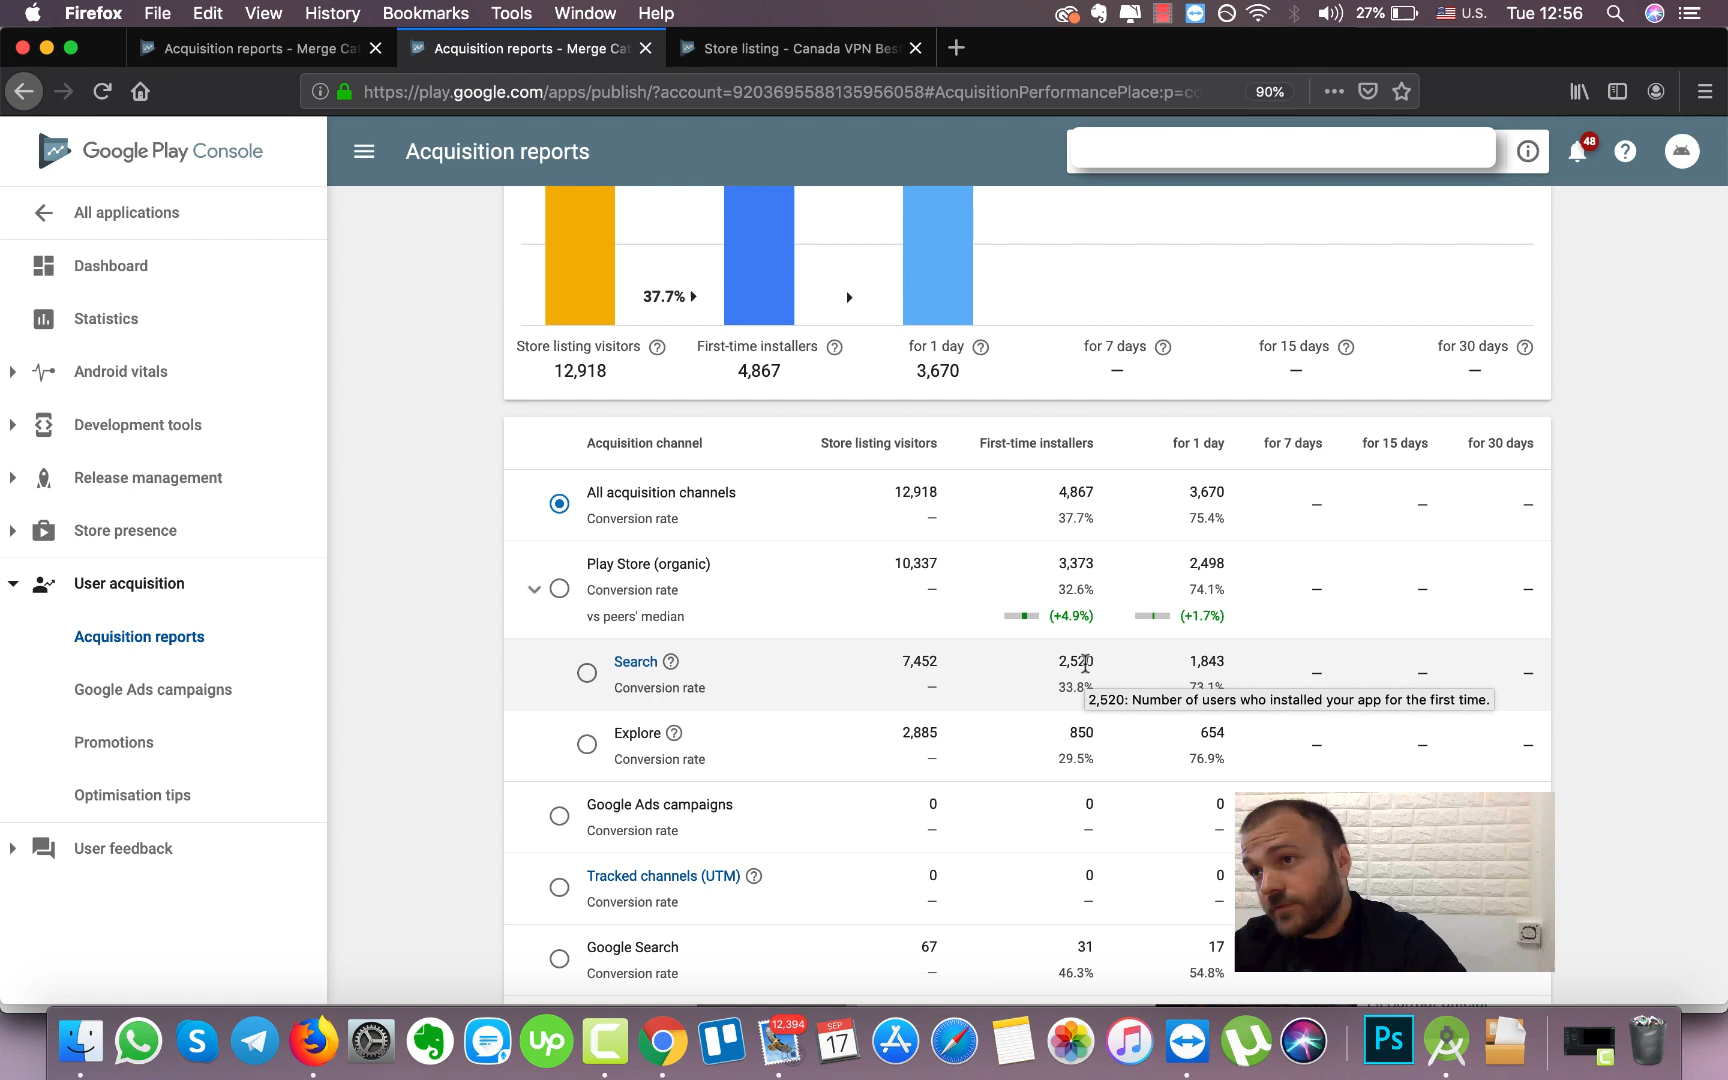 Firefox File Edit View History Bookmarks Tools Window Help 27% U.S. Tue 12:56
Acquisition reports - Merge Cat Acquisition reports - Merge Cat Store listing - Canada VPN Bes
https://play.google.com/apps/publish/?account=9203695588135956058#AcquisitionPerformancePlace:p=co 90%
Google Play Console
Acquisition reports
48
All applications
Dashboard
Statistics
Android vitals
Development tools
Release management
Store presence
User acquisition
Acquisition reports
Google Ads campaigns
Promotions
Optimisation tips
User feedback
37.7%
Store listing visitors First-time installers for 1 day for 7 days for 15 days for 30 days
12,918 4,867 3,670 – – –
Acquisition channel Store listing visitors First-time installers for 1 day for 7 days for 15 days for 30 days
All acquisition channels 12,918 4,867 3,670 – – –
Conversion rate – 37.7% 75.4%
Play Store (organic) 10,337 3,373 2,498
Conversion rate – 32.6% 74.1% – – –
vs peers' median (+4.9%) (+1.7%)
Search 7,452 2,520 1,843 – – –
Conversion rate – 33.8% 73.1%
2,520: Number of users who installed your app for the first time.
Explore 2,885 850 654 – – –
Conversion rate – 29.5% 76.9%
Google Ads campaigns 0 0 0
Conversion rate – – –
Tracked channels (UTM) 0 0 0
Conversion rate – – –
Google Search 67 31 17
Conversion rate – 46.3% 54.8%
12,394
SEP
17
up
Ps